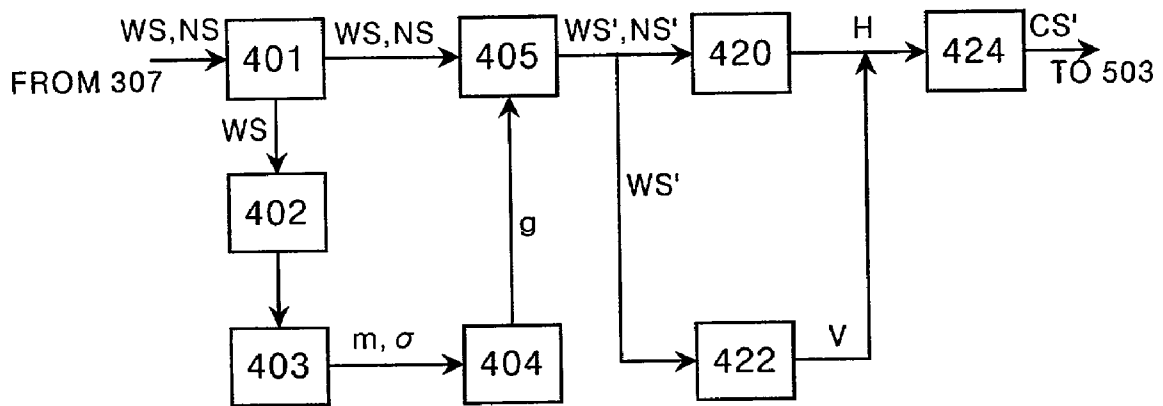 WS,NS
FROM 307
401
WS,NS
405
WS',NS'
420
H
424
CS'
TO 503
WS
402
g
WS'
403
m, σ
404
422
V